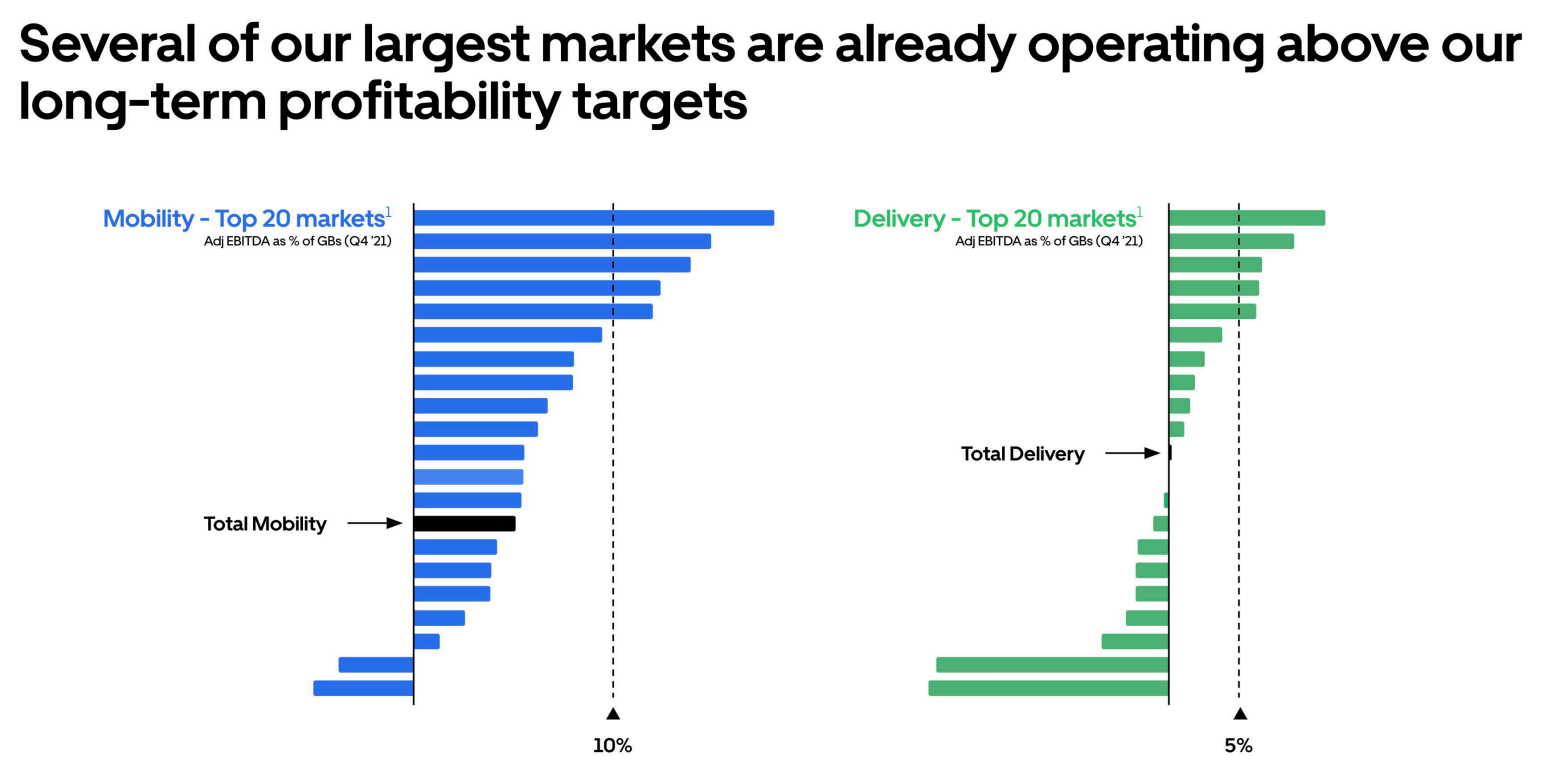 Several of our largest markets are already operating above our
long-term profitability targets
Mobility - Top 20 markets¹
Adj EBITDA as % of GBs (Q4 '21)
Total Mobility
10%
Delivery - Top 20 markets¹
Adj EBITDA as % of GBs (Q4 '21)
Total Delivery
5%